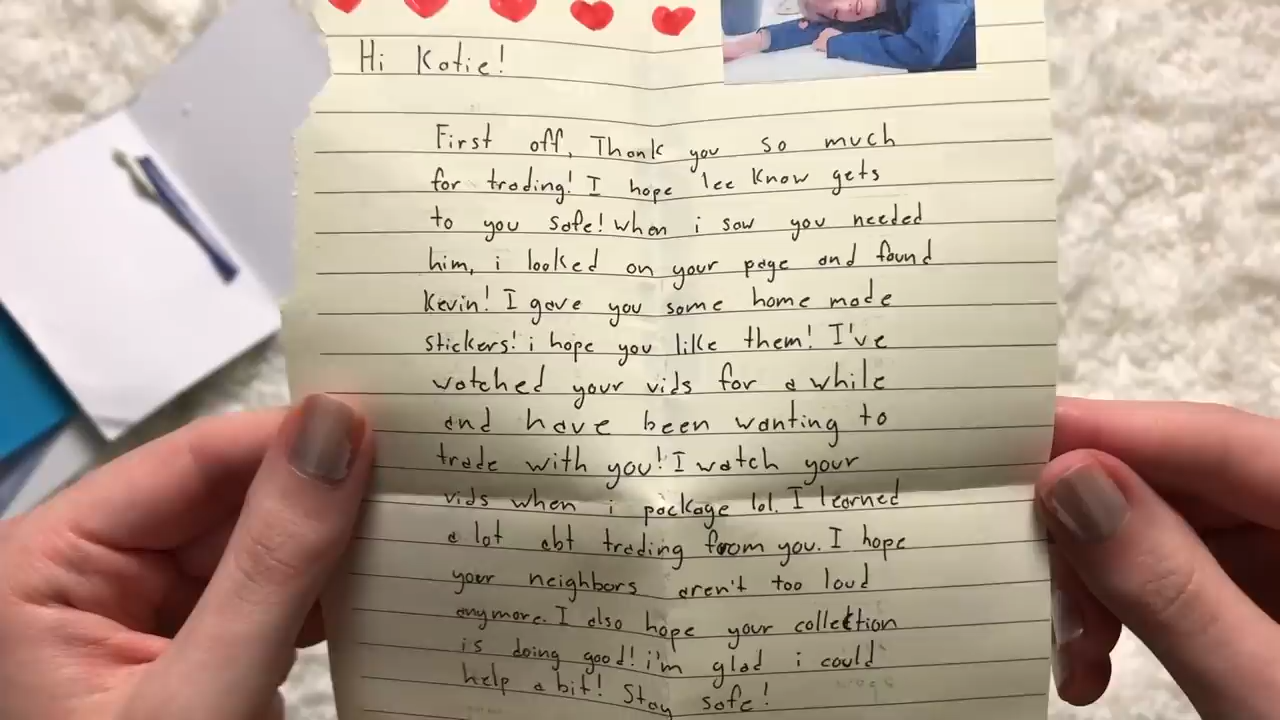 Hi Katie!
First off, Thank you so much
for trading! I hope lee know gets
to you safe! when i saw you needed
him, i looked on your page and found
Kevin! I gave you some home made
stickers! i hope you like them! I've
watched your vids for a while
and have been wanting to
trade with you! I watch your
vids when i package lol. I learned
a lot abt trading from you. I hope
your neighbors aren't too loud
anymore. I also hope your collection
is doing good! i'm glad i could
help a bit! Stay safe!